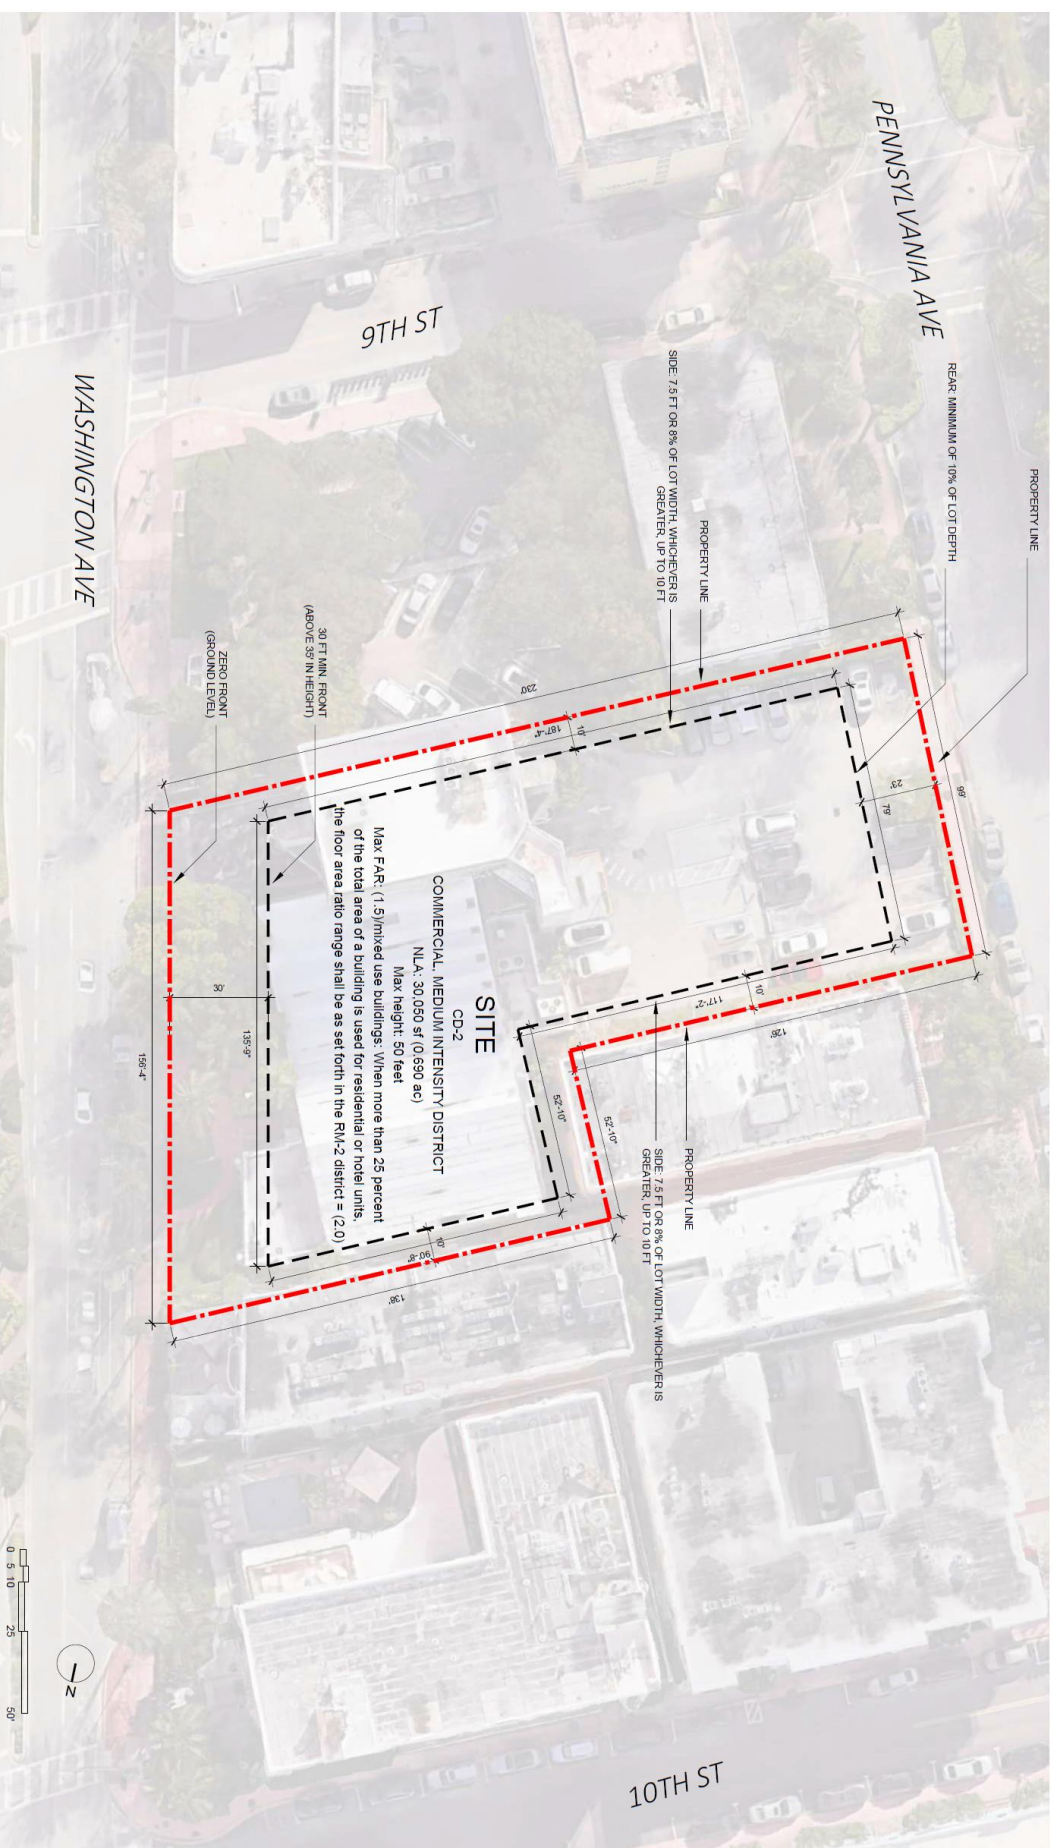 PENNSYLVANIA AVE
PROPERTY LINE
REAR: MINIMUM OF 10% OF LOT DEPTH
9TH ST
SIDE: 7.5 FT OR 8% OF LOT WIDTH, WHICHEVER IS
GREATER, UP TO 10 FT
PROPERTY LINE
WASHINGTON AVE
30 FT MIN. FRONT
(ABOVE 35' IN HEIGHT)
ZERO FRONT
(GROUND LEVEL)
230'
187'-4"
10'
99'
23'
79'
10'
117'-2"
126'
SITE
CD-2
COMMERCIAL, MEDIUM INTENSITY DISTRICT
NLA: 30,050 sf (0.690 ac)
Max height: 50 feet
Max FAR: (1.5)/mixed use buildings: When more than 25 percent
of the total area of a building is used for residential or hotel units,
the floor area ratio range shall be as set forth in the RM-2 district = (2.0)
52'-10"
52'-10"
PROPERTY LINE
SIDE: 7.5 FT OR 8% OF LOT WIDTH, WHICHEVER IS
GREATER, UP TO 10 FT
30'
135'-9"
156'-4"
10'
90'-8"
138'
10TH ST
0 5 10 25 50'
N